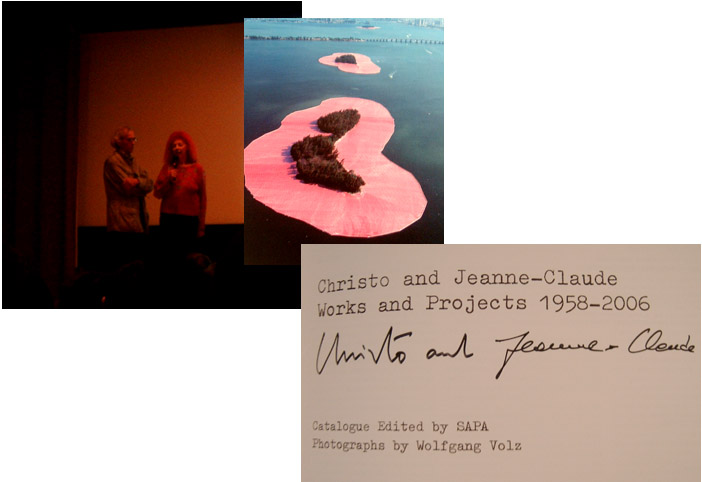 Christo and Jeanne-Claude
Works and Projects 1958-2006
Christo and Jeanne-Claude
Catalogue Edited by SAPA
Photographs by Wolfgang Volz